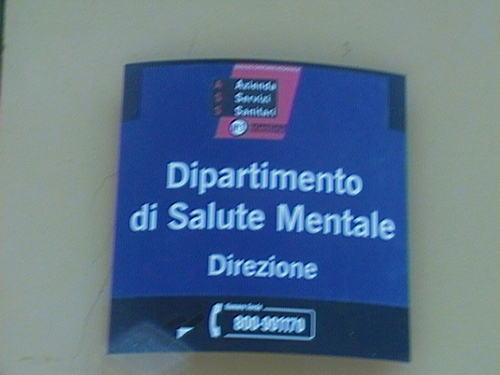 A Azienda
S Servizi
S Sanitari
Dipartimento
di Salute Mentale
Direzione
800-991170